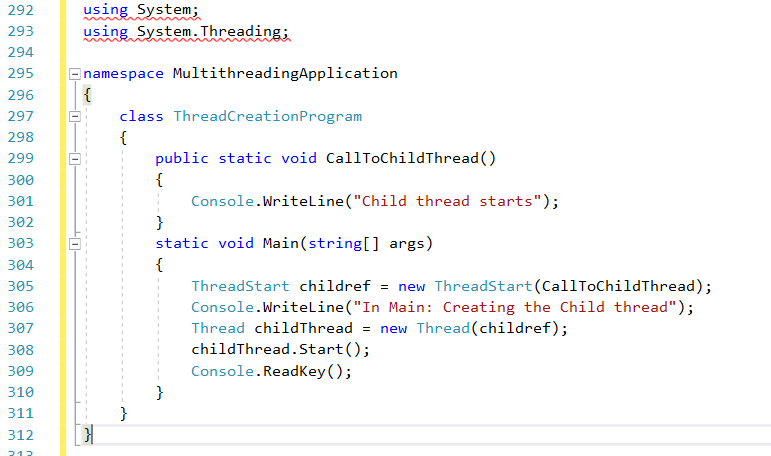 292 using System;
293 using System.Threading;
294
295 namespace MultithreadingApplication
296 {
297 class ThreadCreationProgram
298 {
299 public static void CallToChildThread()
300 {
301 Console.WriteLine("Child thread starts");
302 }
303 static void Main(string[] args)
304 {
305 ThreadStart childref = new ThreadStart(CallToChildThread);
306 Console.WriteLine("In Main: Creating the Child thread");
307 Thread childThread = new Thread(childref);
308 childThread.Start();
309 Console.ReadKey();
310 }
311 }
312 }
313